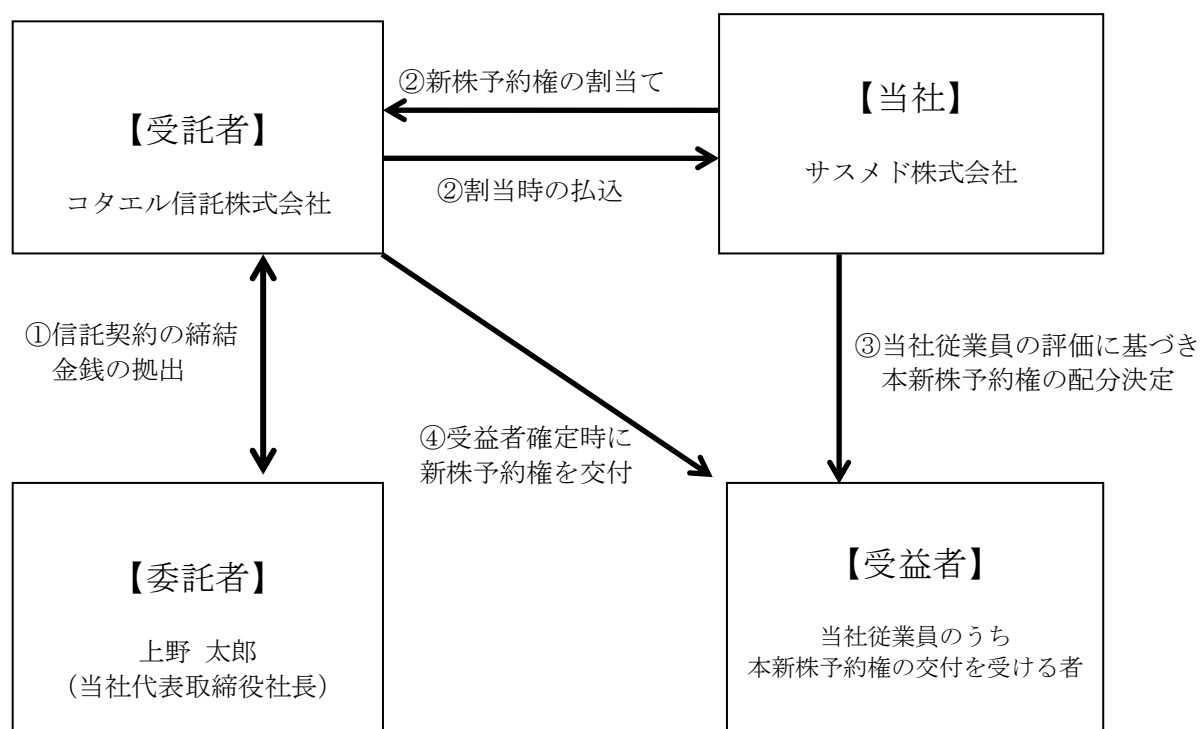 ②新株予約権の割当て
【受託者】
コタエル信託株式会社
【当社】
サスメド株式会社
②割当時の払込
①信託契約の締結
金銭の拠出
③当社従業員の評価に基づき
本新株予約権の配分決定
④受益者確定時に
新株予約権を交付
【委託者】
上野 太郎
（当社代表取締役社長）
【受益者】
当社従業員のうち
本新株予約権の交付を受ける者